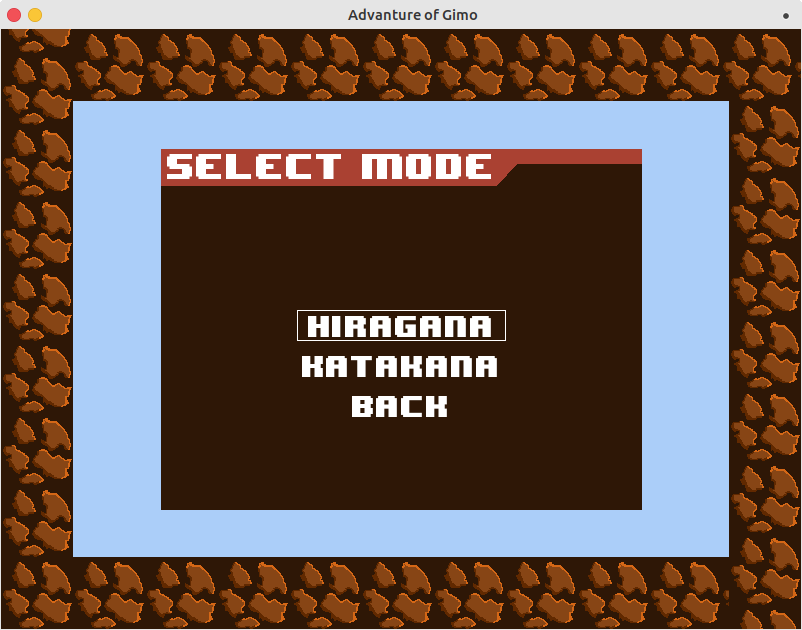 Advanture of Gimo
SELECT MODE
HIRAGANA
KATAKANA
BACK